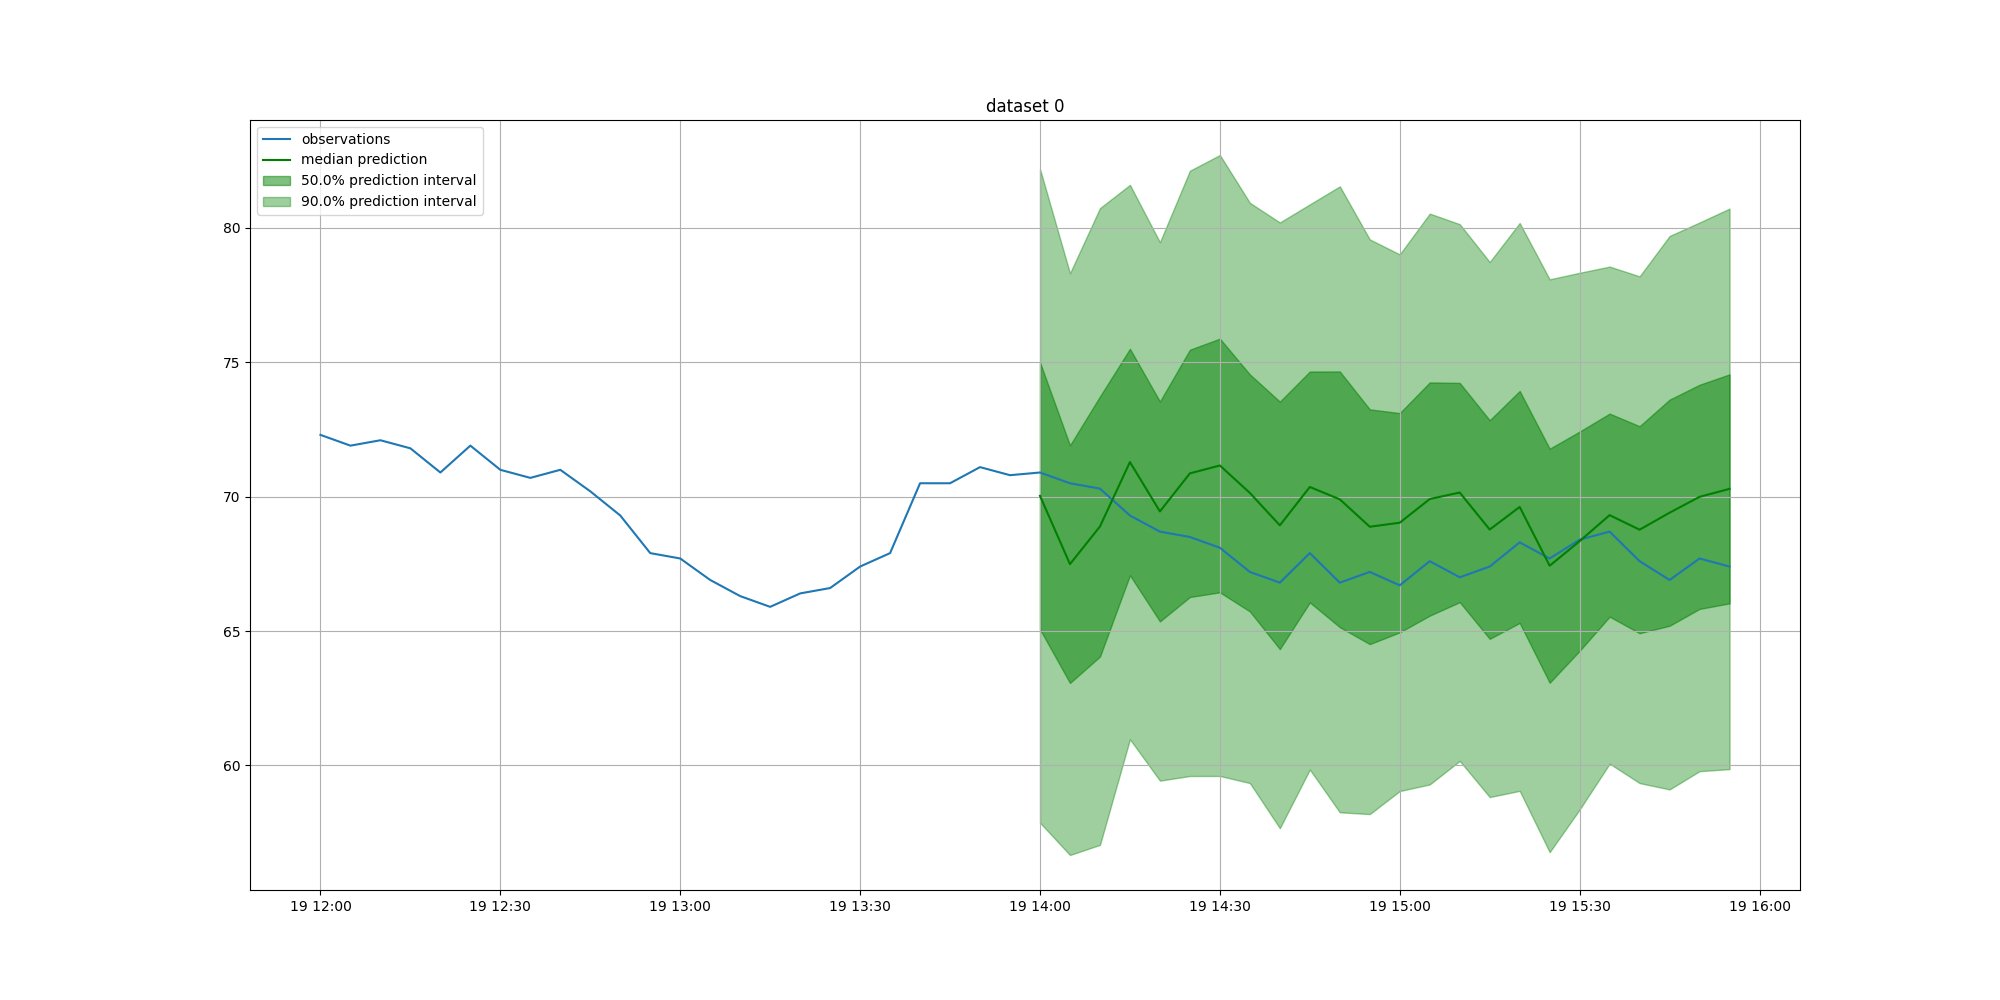 dataset 0
observations
median prediction
50.0% prediction interval
90.0% prediction interval
80
75
70
65
60
19 12:00 19 12:30 19 13:00 19 13:30 19 14:00 19 14:30 19 15:00 19 15:30 19 16:00